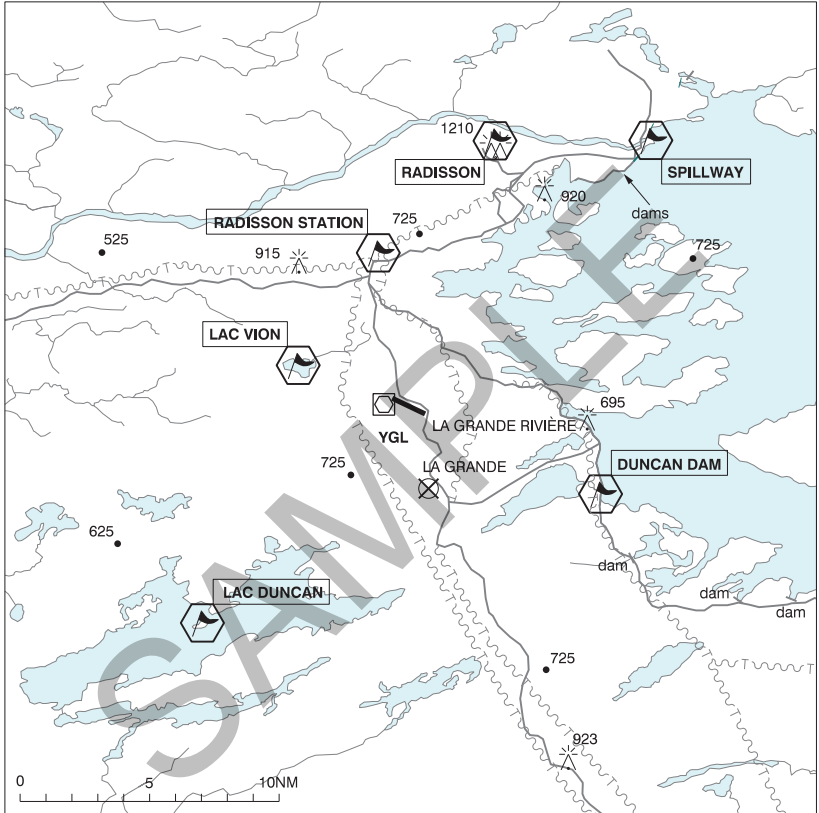 1210
RADISSON
SPILLWAY
920
dams
RADISSON STATION
725
525
915
725
LAC VION
695
LA GRANDE RIVIÈRE
YGL
LA GRANDE
725
DUNCAN DAM
625
dam
LAC DUNCAN
dam
dam
725
923
0 5 10NM
SAMPLE